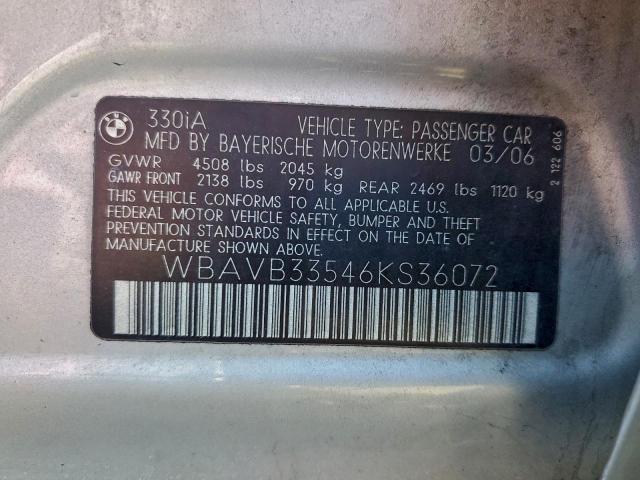 BMW
330iA VEHICLE TYPE: PASSENGER CAR
MFD BY BAYERISCHE MOTORENWERKE 03/06
GVWR 4508 lbs 2045 kg
GAWR FRONT 2138 lbs 970 kg REAR 2469 lbs 1120 kg
THIS VEHICLE CONFORMS TO ALL APPLICABLE U.S.
FEDERAL MOTOR VEHICLE SAFETY, BUMPER AND THEFT
PREVENTION STANDARDS IN EFFECT ON THE DATE OF
MANUFACTURE SHOWN ABOVE.
WBAVB33546KS36072
2 122 606